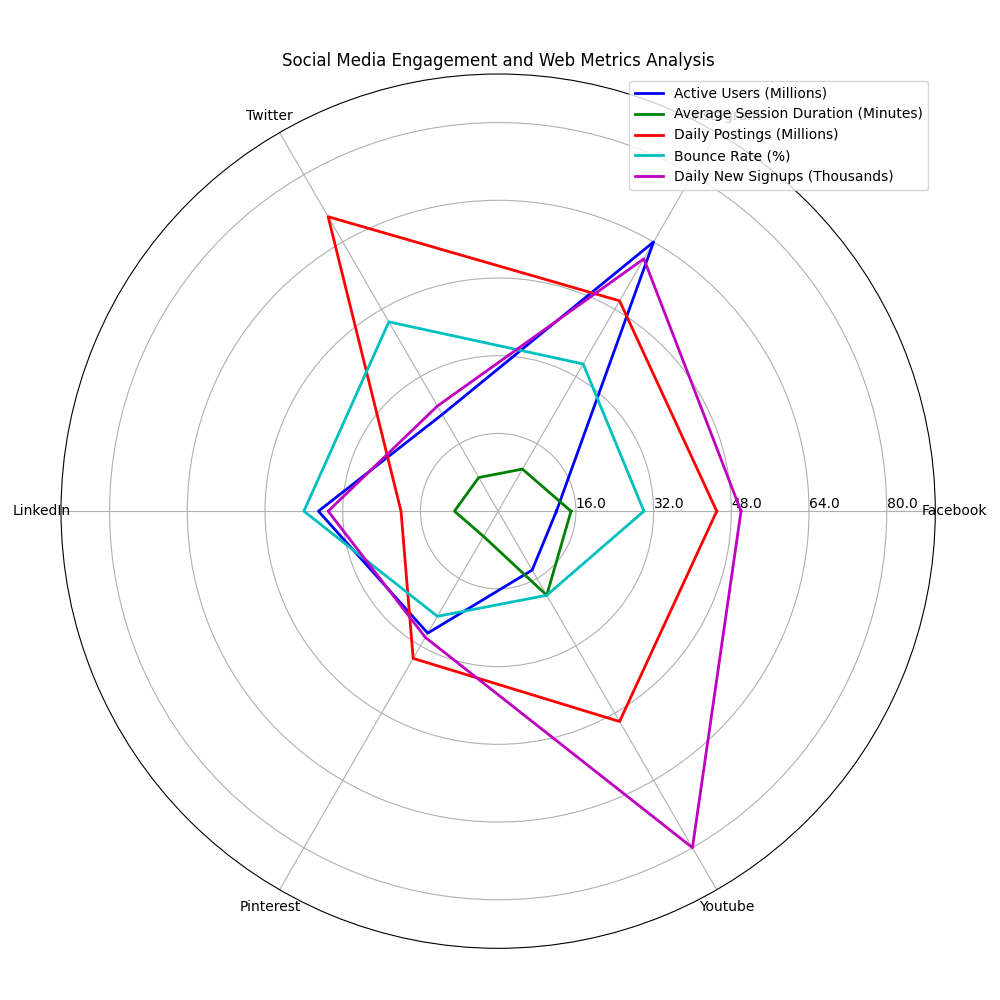 Social Media Engagement and Web Metrics Analysis
Active Users (Millions)
Average Session Duration (Minutes)
Daily Postings (Millions)
Bounce Rate (%)
Daily New Signups (Thousands)
Twitter
LinkedIn
16.0
32.0
48.0
64.0
80.0
Facebook
Pinterest
Youtube